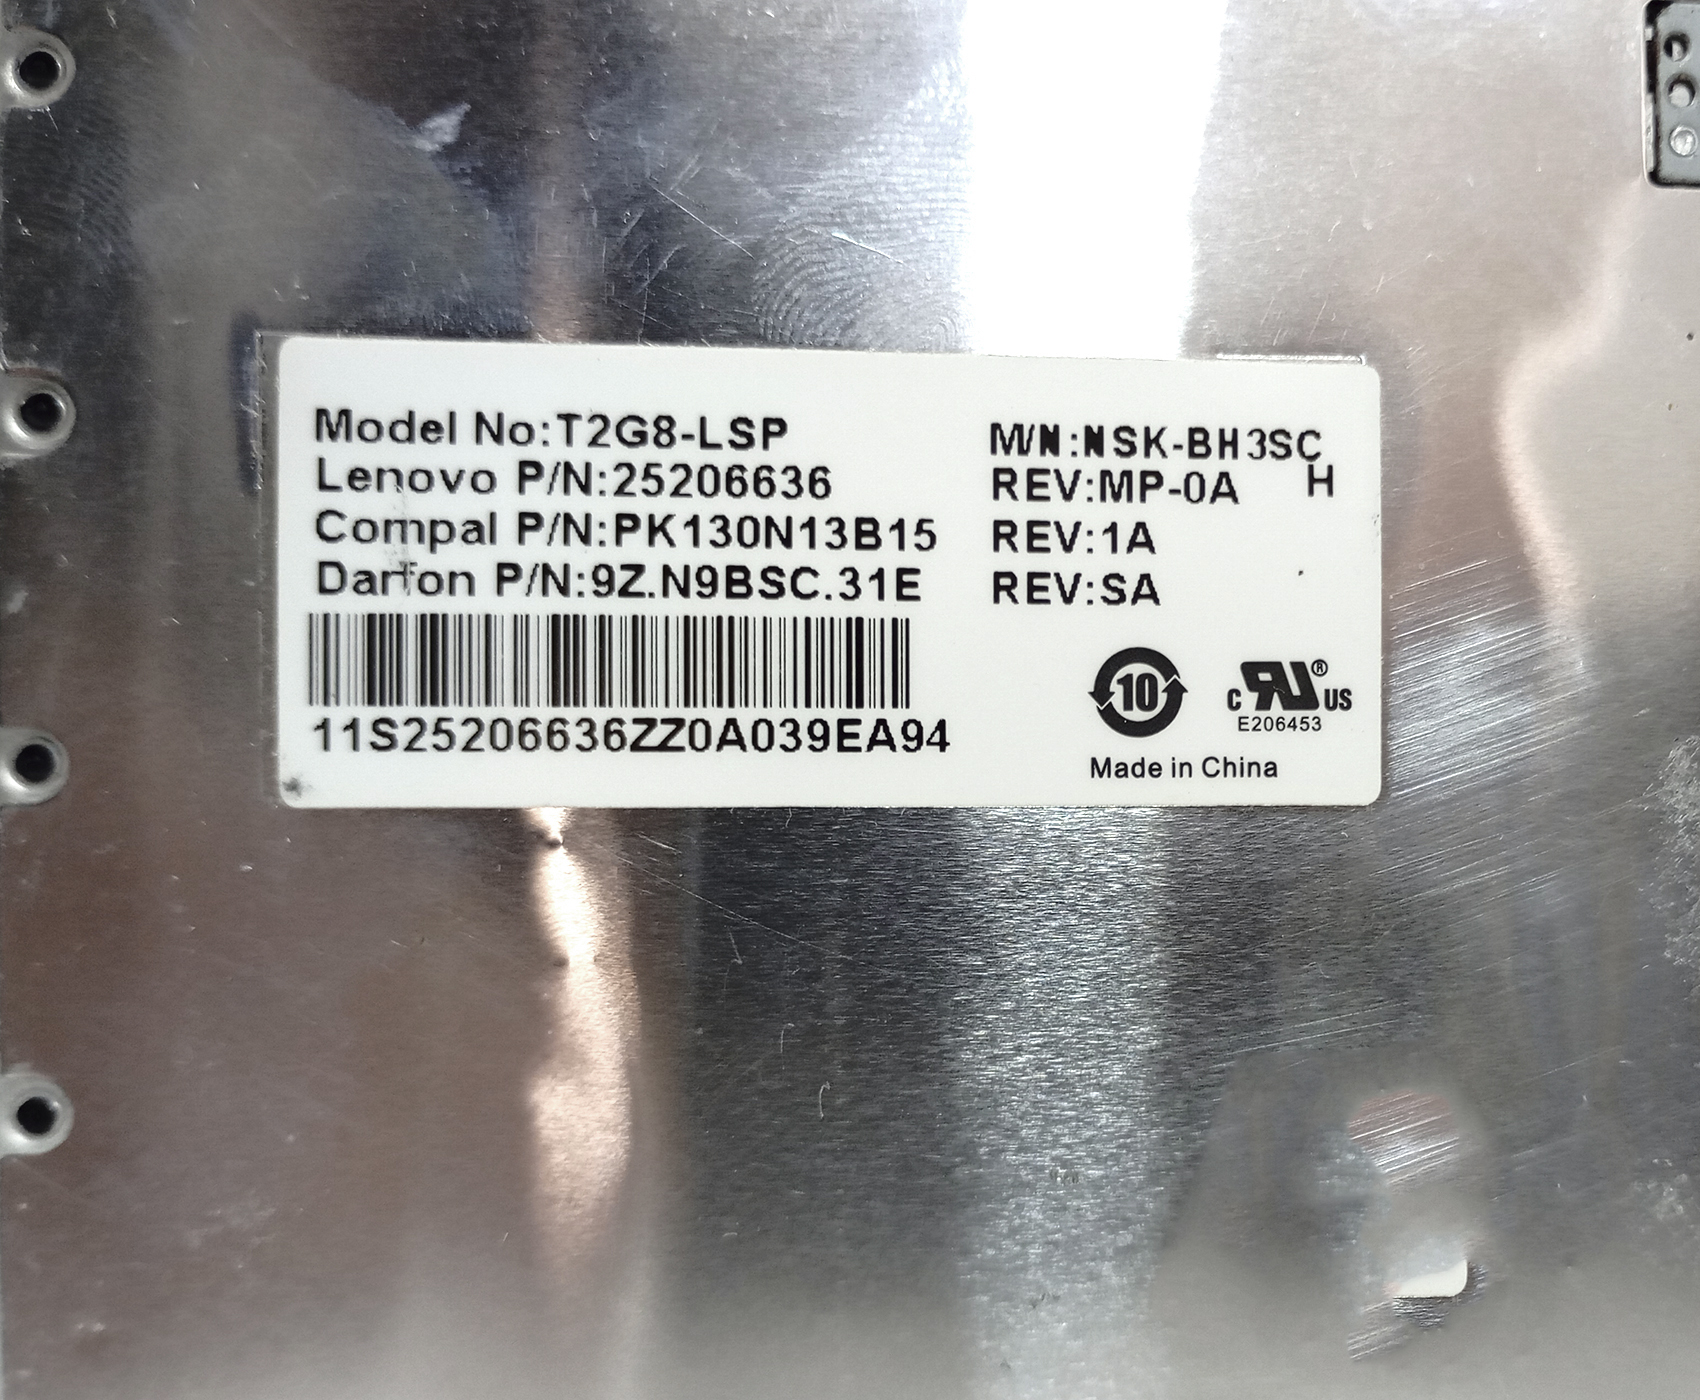 Model No:T2G8-LSP
M/N:NSK-BH3SC
Lenovo P/N:25206636
REV:MP-0A H
Compal P/N:PK130N13B15
REV:1A
Darfon P/N:9Z.N9BSC.31E
REV:SA
11S25206636ZZ0A039EA94
10
c RU ® US
E206453
Made in China